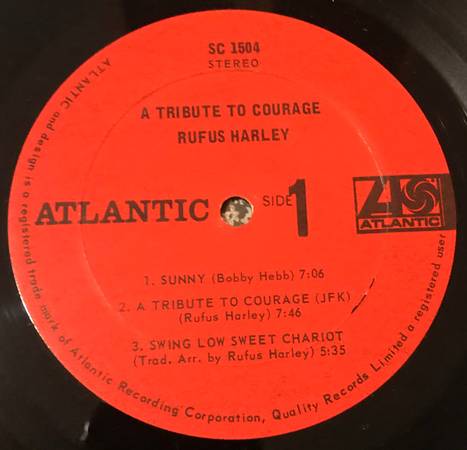 SC 1504
STEREO
A TRIBUTE TO COURAGE
RUFUS HARLEY
ATLANTIC
SIDE 1
ATLANTIC
1. SUNNY (Bobby Hebb) 7:06
2. A TRIBUTE TO COURAGE (JFK)
(Rufus Harley) 7:46
3. SWING LOW SWEET CHARIOT
(Trad. Arr. by Rufus Harley) 5:35
ATLANTIC and design is a registered trade mark of Atlantic Recording Corporation, Quality Records Limited a registered user